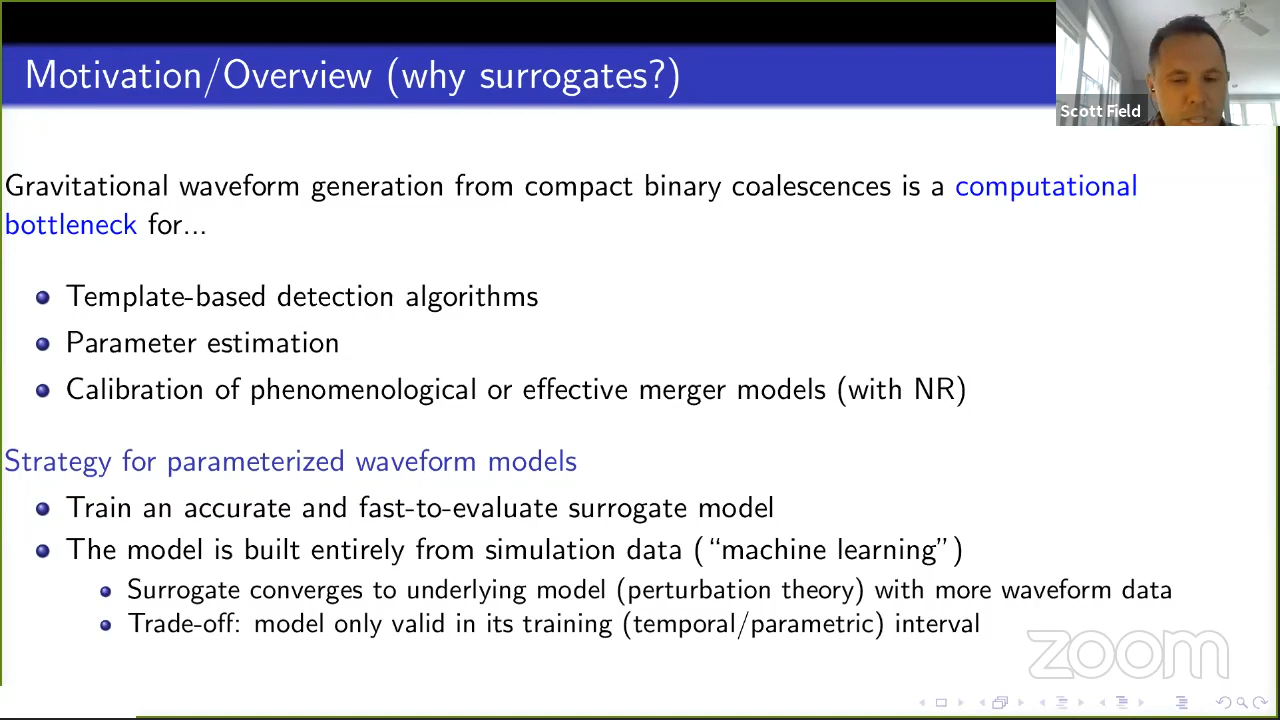 Motivation/Overview (why surrogates?)
Scott Field
Gravitational waveform generation from compact binary coalescences is a computational
bottleneck for...
Template-based detection algorithms
Parameter estimation
Calibration of phenomenological or effective merger models (with NR)
Strategy for parameterized waveform models
Train an accurate and fast-to-evaluate surrogate model
The model is built entirely from simulation data (“machine learning”)
Surrogate converges to underlying model (perturbation theory) with more waveform data
Trade-off: model only valid in its training (temporal/parametric) interval
zoom